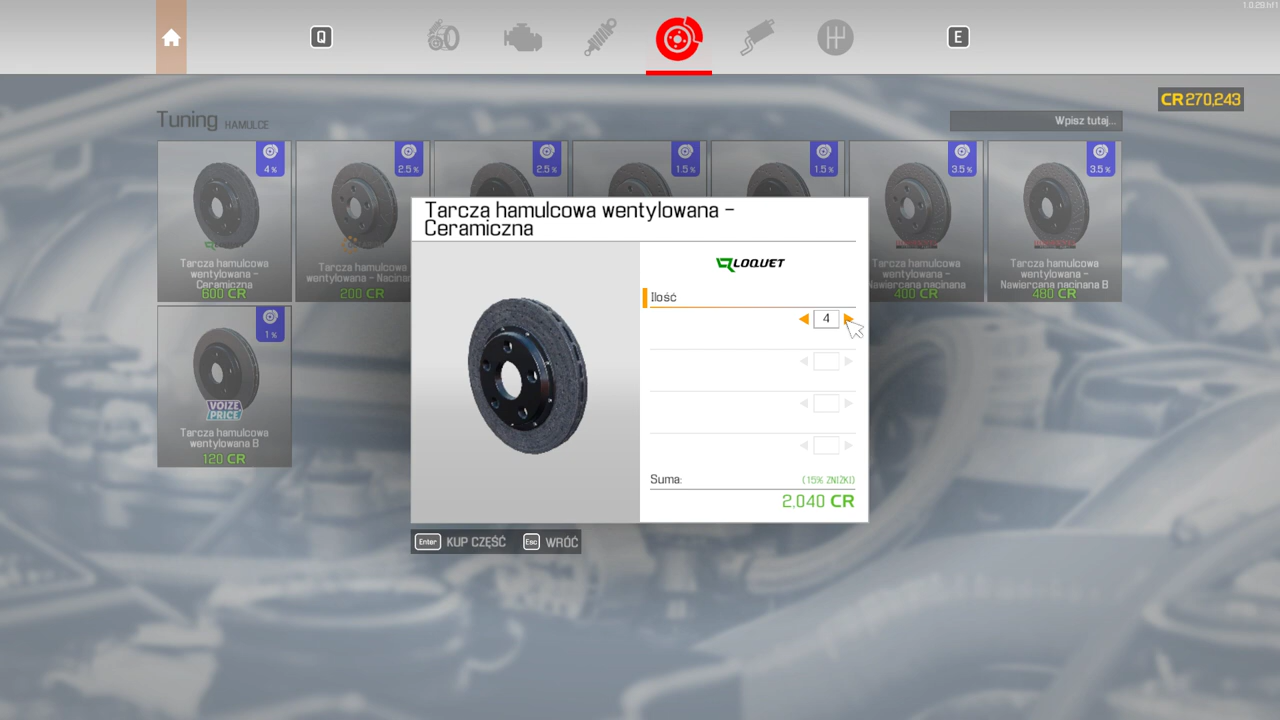 1.0.29.hf1
Q
E
CR 270,243
Tuning HAMULCE
Wpisz tutaj...
4%
2.5%
2.5%
1.5%
1.5%
3.5%
3.5%
Tarcza hamulcowa
wentylowana -
Ceramiczna
600 CR
Tarcza hamulcowa
wentylowana - Nacinan
200 CR
Tarcza hamulcowa
wentylowana -
Nawiercana nacinana
400 CR
Tarcza hamulcowa
wentylowana -
Nawiercana nacinana B
480 CR
1%
VOIZE
PRICE
Tarcza hamulcowa
wentylowana B
120 CR
Tarcza hamulcowa wentylowana -
Ceramiczna
RLOQUET
Ilość
4
Suma:
(15% ZNIŻKI)
2,040 CR
Enter KUP CZĘŚĆ Esc WRÓĆ